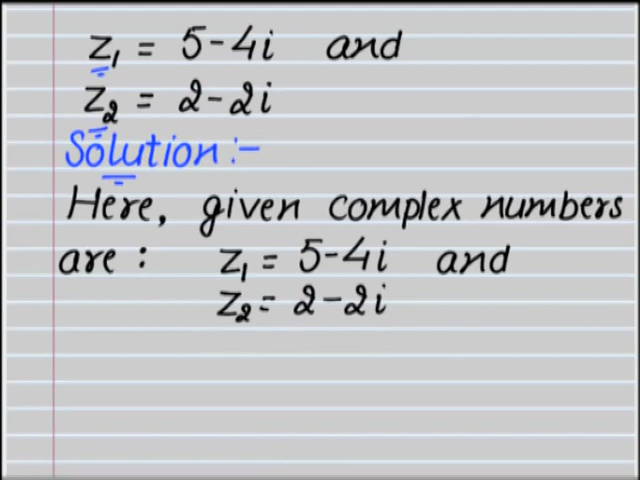 z₁ = 5-4i and
z₂ = 2-2i
Solution :-
Here, given complex numbers
are : z₁ = 5-4i and
z₂ = 2-2i